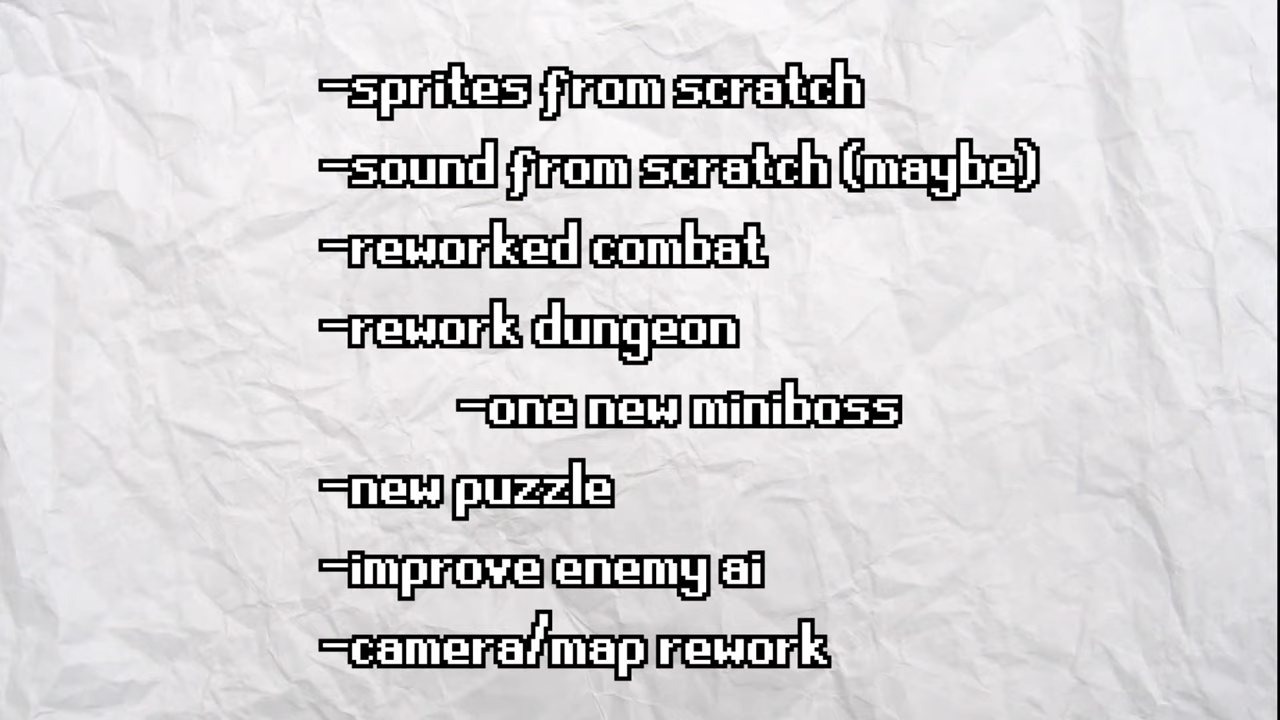 -sprites from scratch
-sound from scratch (maybe)
-reworked combat
-rework dungeon
-one new miniboss
-new puzzle
-improve enemy ai
-camera/map rework